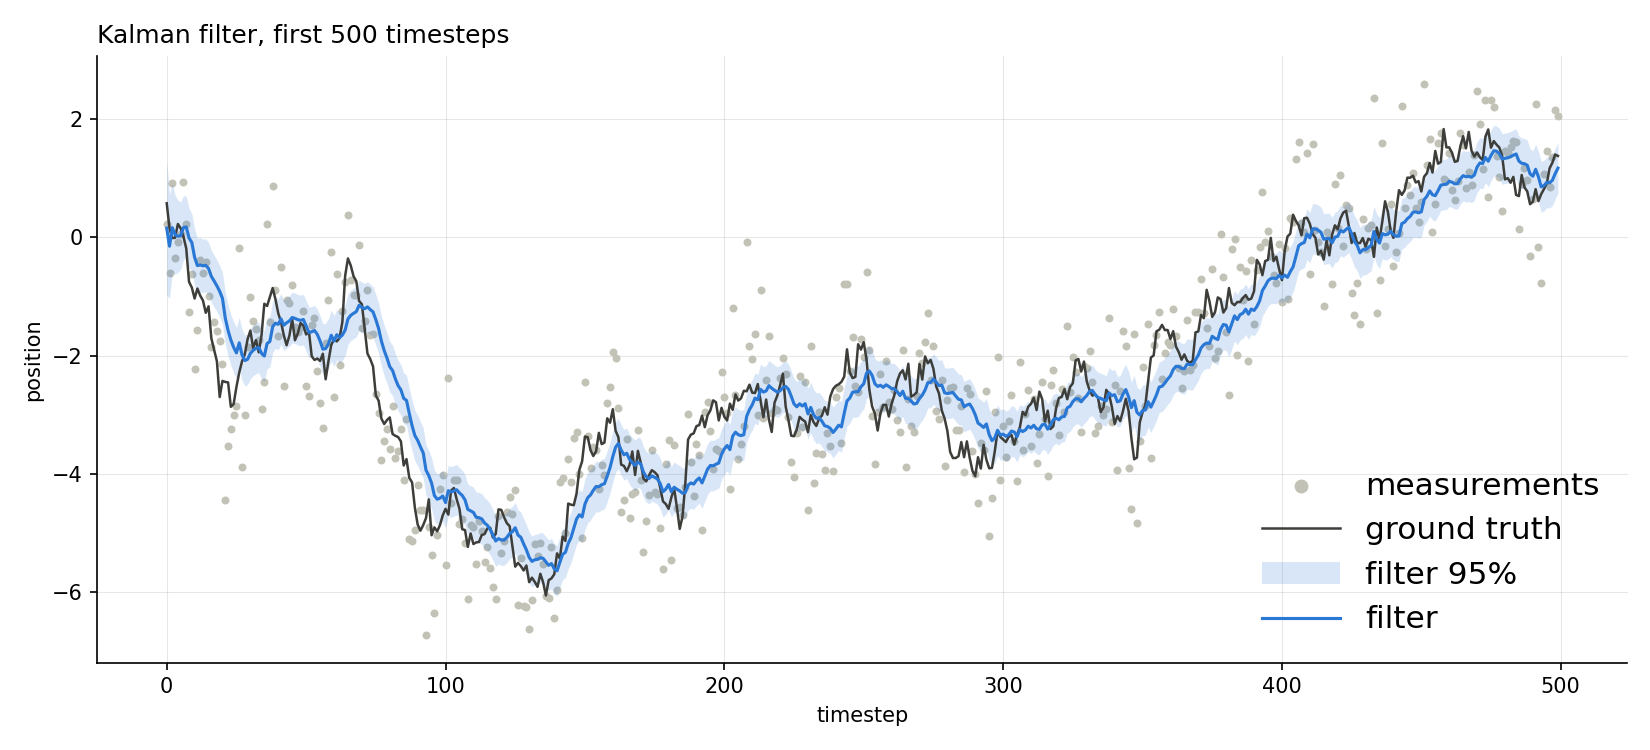 Kalman filter, first 500 timesteps
position
2
0
−2
−4
−6
0
100
200
300
400
500
timestep
measurements
ground truth
filter 95%
filter